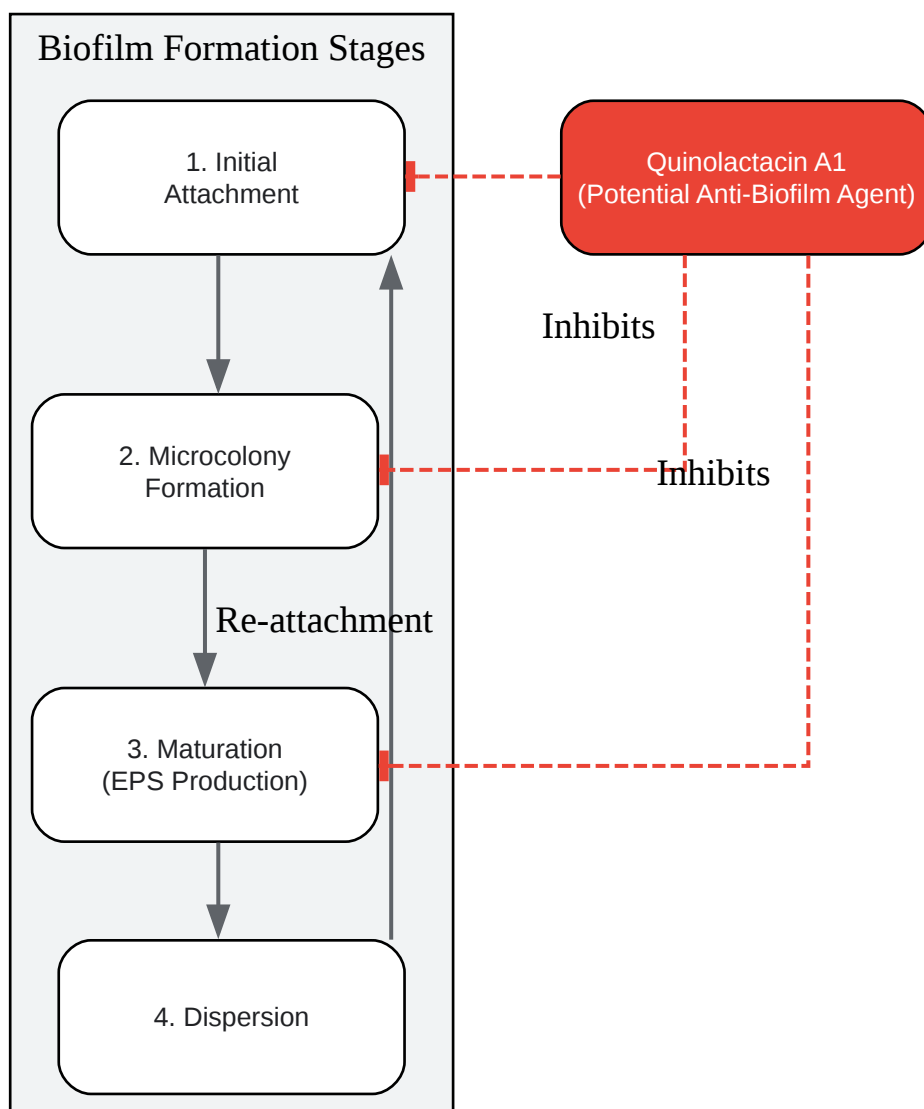 Biofilm Formation Stages
1. Initial
Attachment
Quinolactacin A1
(Potential Anti-Biofilm Agent)
Inhibits
2. Microcolony
Formation
Inhibits
Re-attachment
3. Maturation
(EPS Production)
4. Dispersion